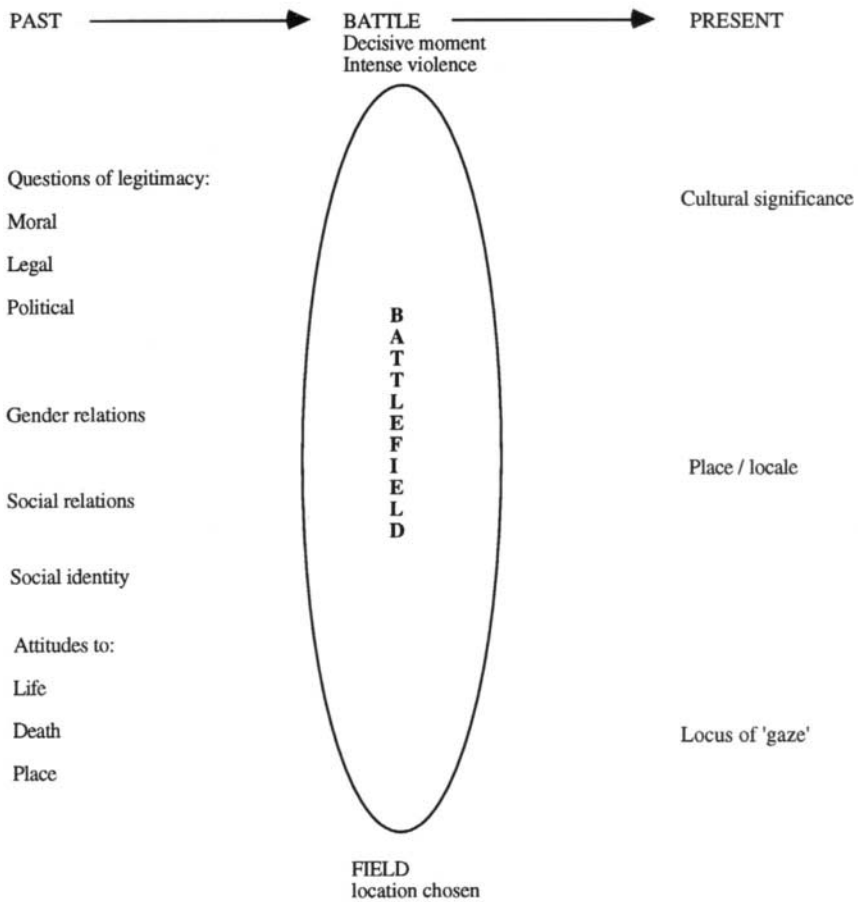 PAST
BATTLE
Decisive moment
Intense violence
PRESENT
Questions of legitimacy:
Moral
Legal
Political
Gender relations
Social relations
Social identity
Attitudes to:
Life
Death
Place
BATTLEFIELD
Cultural significance
Place / locale
Locus of 'gaze'
FIELD
location chosen